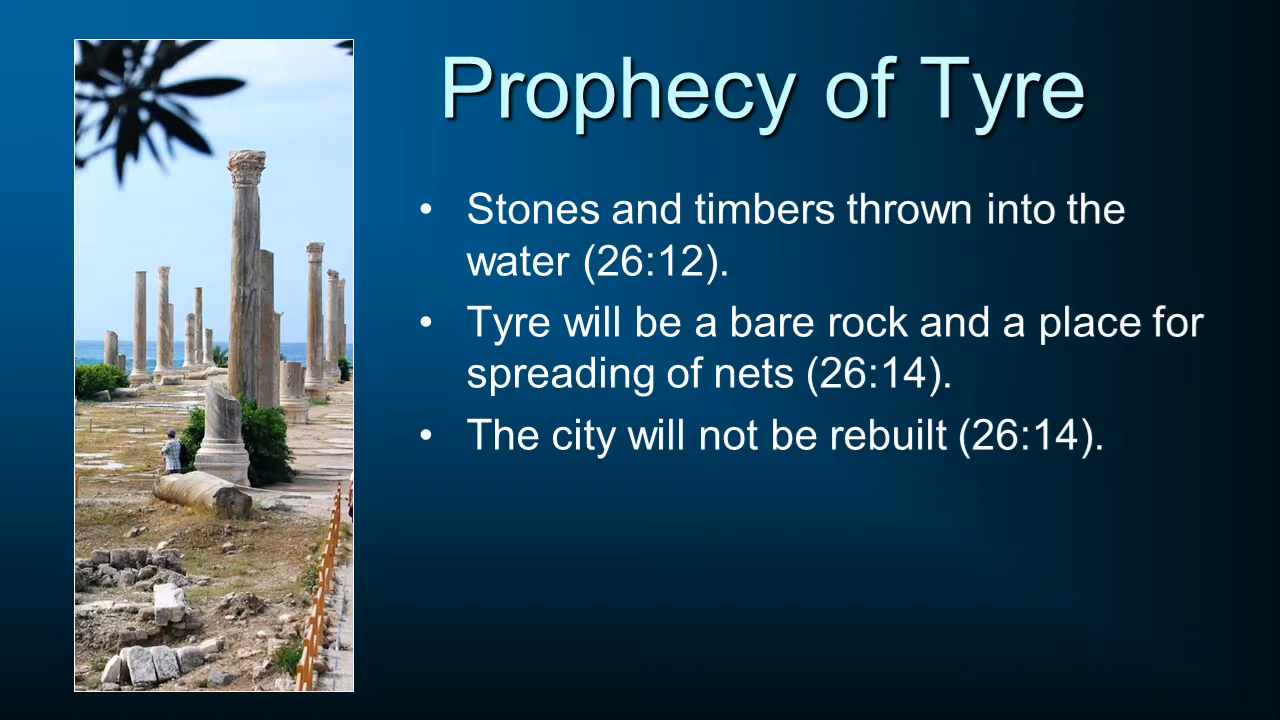 Prophecy of Tyre
• Stones and timbers thrown into the
water (26:12).
• Tyre will be a bare rock and a place for
spreading of nets (26:14).
• The city will not be rebuilt (26:14).